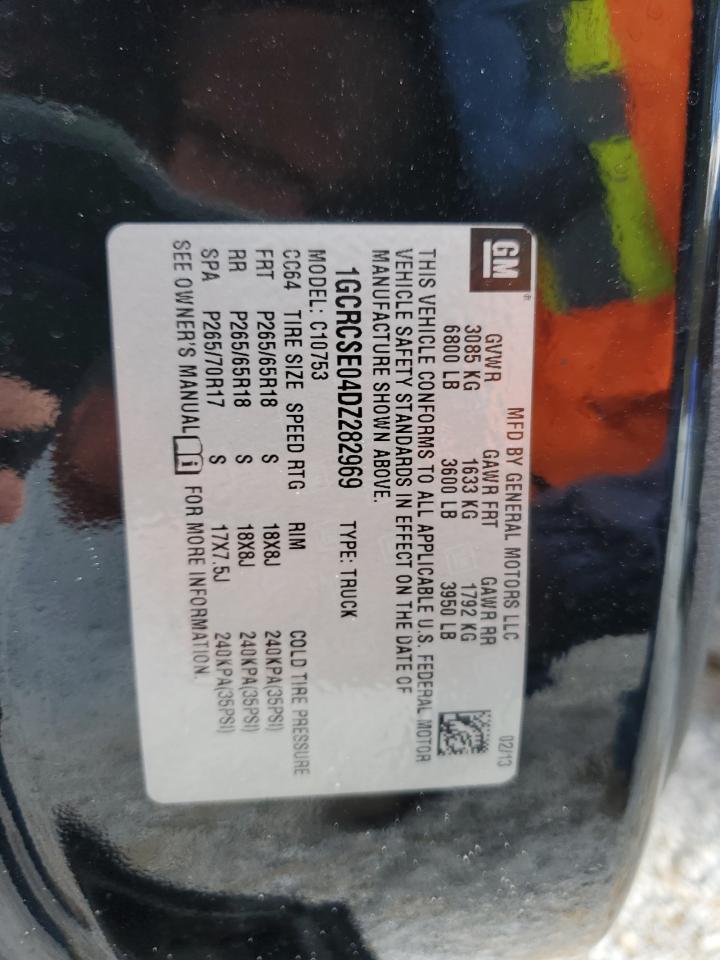 GM
MFD BY GENERAL MOTORS LLC 02/13
GVWR GAWR FRT GAWR RR
3085 KG 1633 KG 1792 KG
6800 LB 3600 LB 3950 LB
THIS VEHICLE CONFORMS TO ALL APPLICABLE U.S. FEDERAL MOTOR
VEHICLE SAFETY STANDARDS IN EFFECT ON THE DATE OF
MANUFACTURE SHOWN ABOVE.
1GCRCSE04DZ282969 TYPE: TRUCK
MODEL: C10753
CC64 TIRE SIZE SPEED RTG RIM COLD TIRE PRESSURE
FRT P265/65R18 S 18X8J 240KPA(35PSI)
RR P265/65R18 S 18X8J 240KPA(35PSI)
SPA P265/70R17 S 17X7.5J 240KPA(35PSI)
SEE OWNER'S MANUAL FOR MORE INFORMATION.